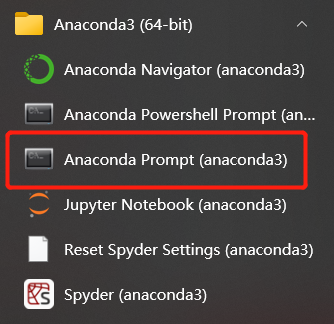 Anaconda3 (64-bit)
Anaconda Navigator (anaconda3)
Anaconda Powershell Prompt (an...
Anaconda Prompt (anaconda3)
Jupyter Notebook (anaconda3)
Reset Spyder Settings (anaconda3)
Spyder (anaconda3)